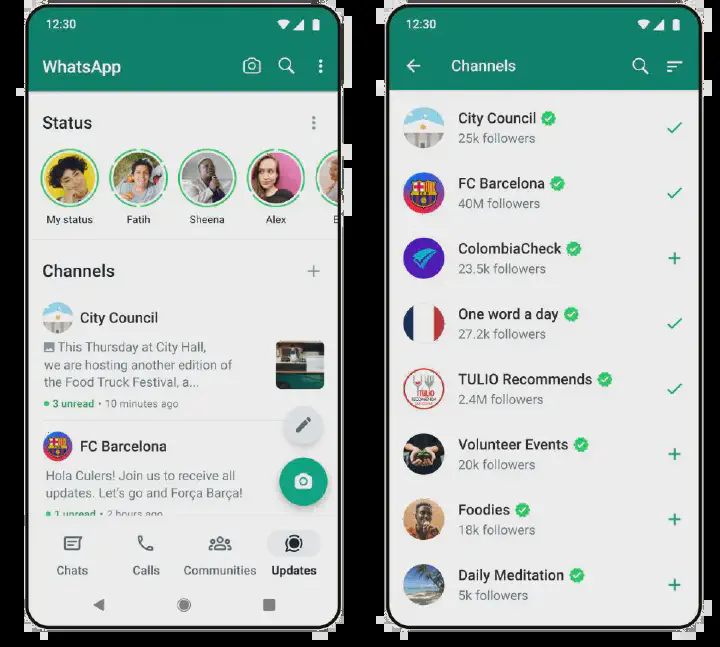 12:30
WhatsApp
Status
My status
Fatih
Sheena
Alex
Channels
City Council
This Thursday at City Hall,
we are hosting another edition of
the Food Truck Festival, a...
3 unread • 10 minutes ago
FC Barcelona
Hola Culers! Join us to receive all
updates. Let's go and Força Barça!
1 unread • 2 hours ago
Chats
Calls
Communities
Updates
12:30
Channels
City Council
25k followers
FC Barcelona
40M followers
ColombiaCheck
23.5k followers
One word a day
27.2k followers
TULIO Recommends
TULIO
2.4M followers
Volunteer Events
20k followers
Foodies
18k followers
Daily Meditation
5k followers